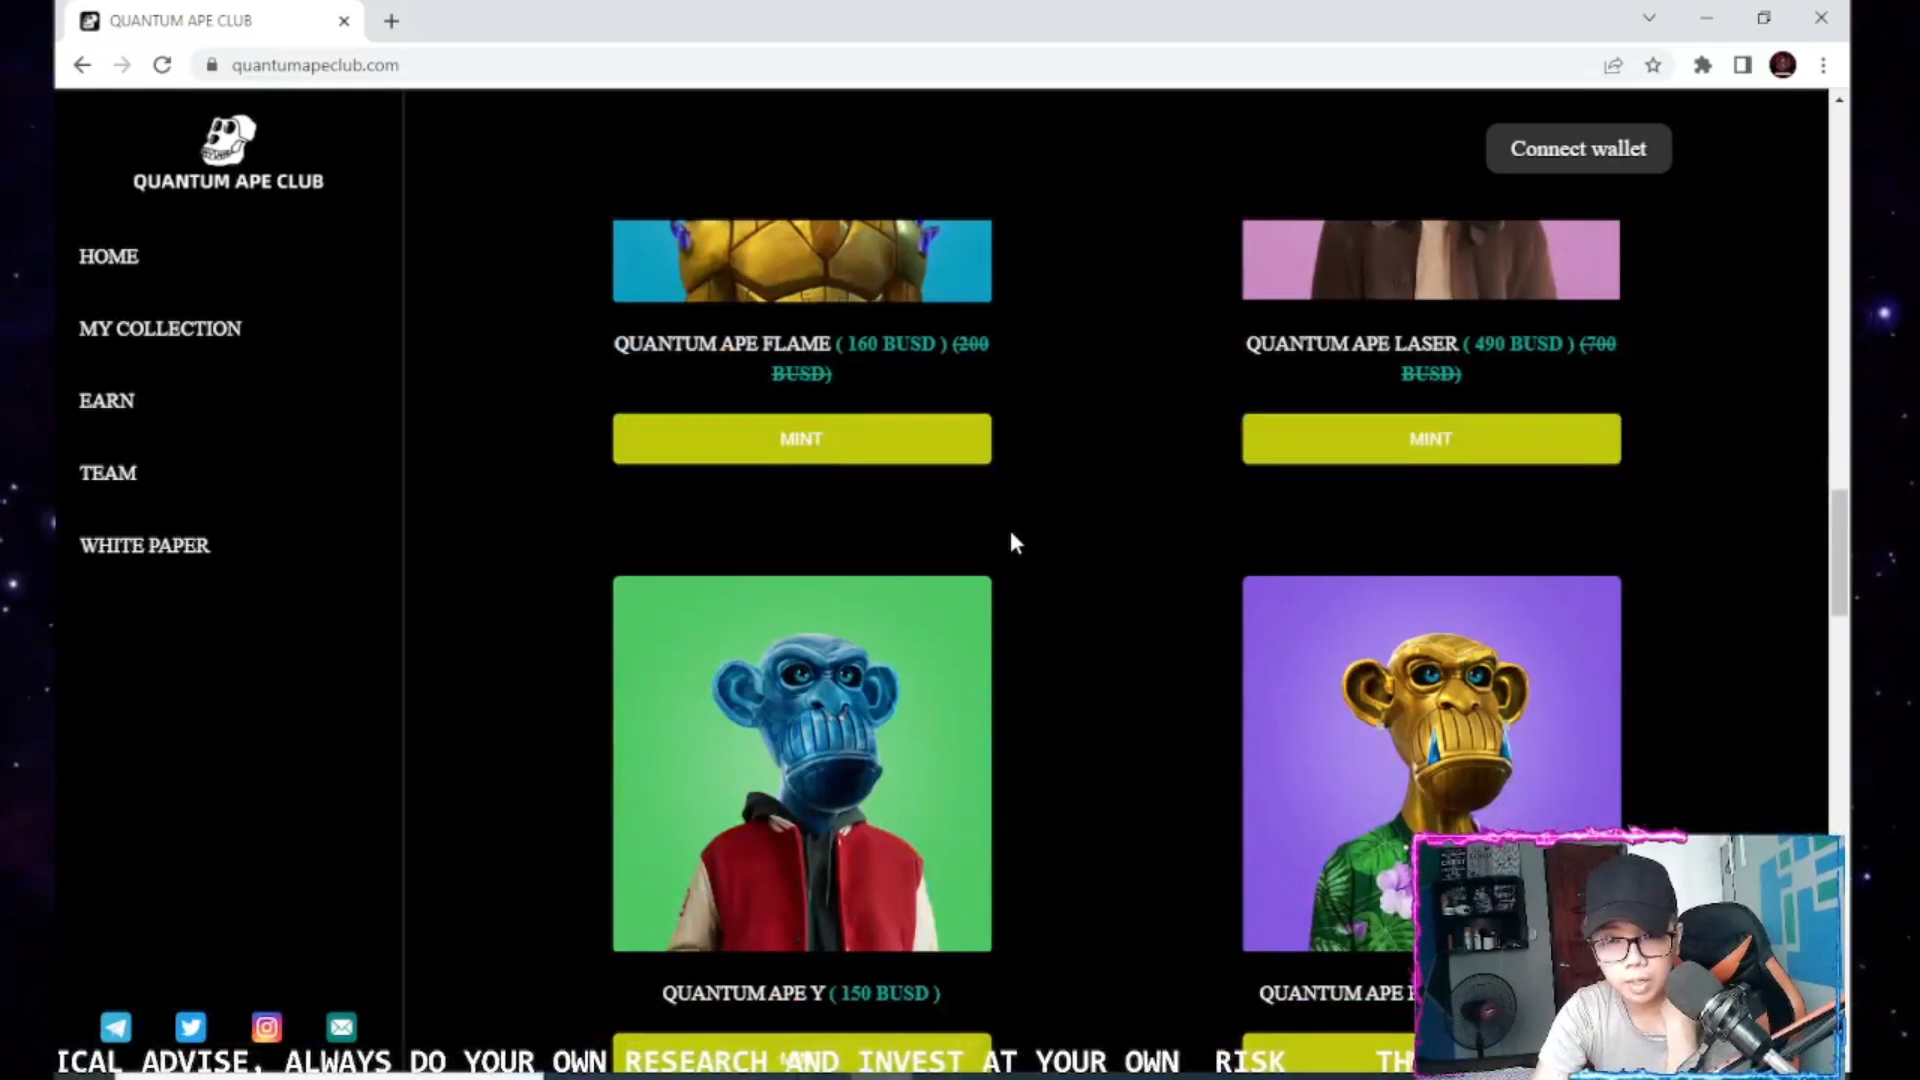 QUANTUM APE CLUB
quantumapeclub.com
QUANTUM APE CLUB
Connect wallet
HOME
MY COLLECTION
EARN
TEAM
WHITE PAPER
QUANTUM APE FLAME ( 160 BUSD ) (200
BUSD)
QUANTUM APE LASER ( 490 BUSD ) (700
BUSD)
MINT
MINT
QUANTUM APE Y ( 150 BUSD )
QUANTUM APE
ICAL ADVISE, ALWAYS DO YOUR OWN RESEARCH AND INVEST AT YOUR OWN RISK TH